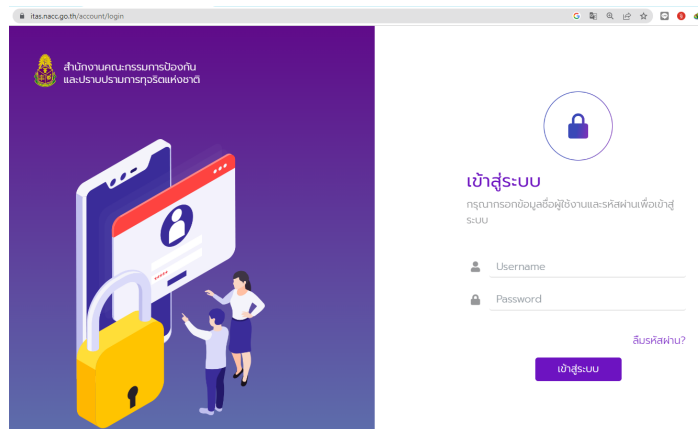 itas.nacc.go.th/account/login
สำนักงานคณะกรรมการป้องกัน
และปราบปรามการทุจริตแห่งชาติ
เข้าสู่ระบบ
กรุณากรอกข้อมูลชื่อผู้ใช้งานและรหัสผ่านเพื่อเข้าสู่
ระบบ
Username
Password
ลืมรหัสผ่าน?
เข้าสู่ระบบ